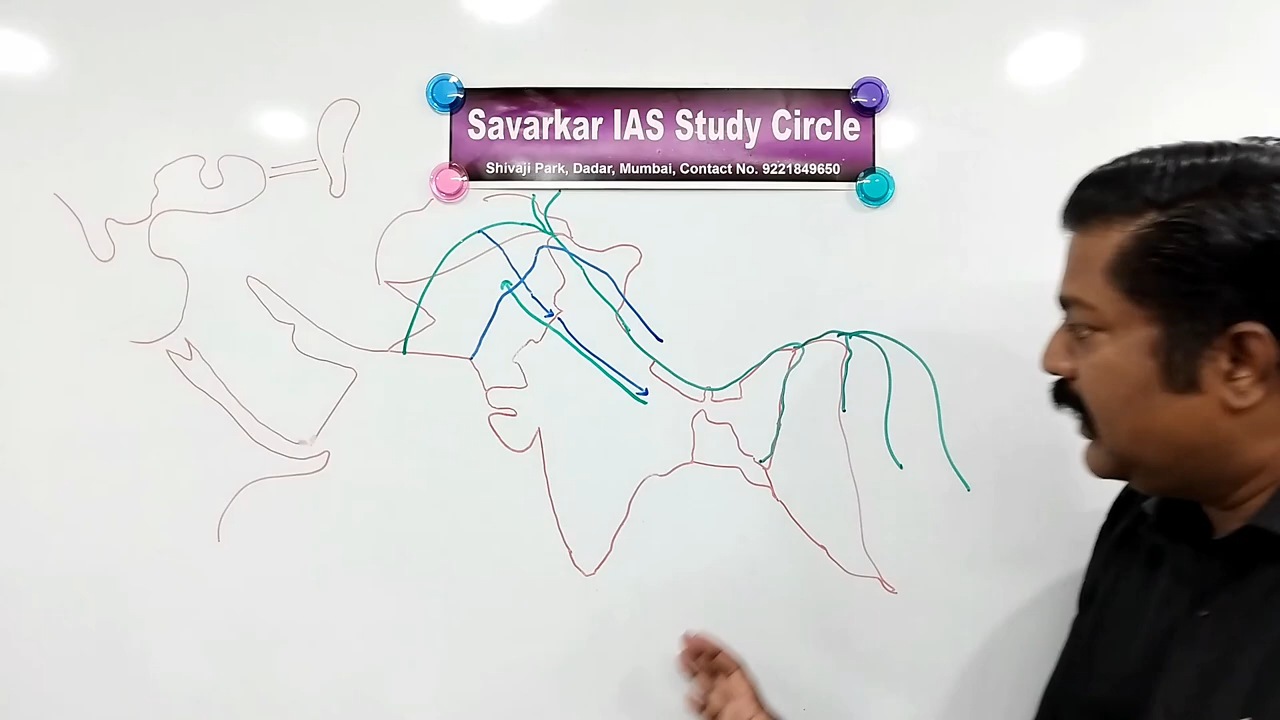 Savarkar IAS Study Circle
Shivaji Park, Dadar, Mumbai, Contact No. 9221849650